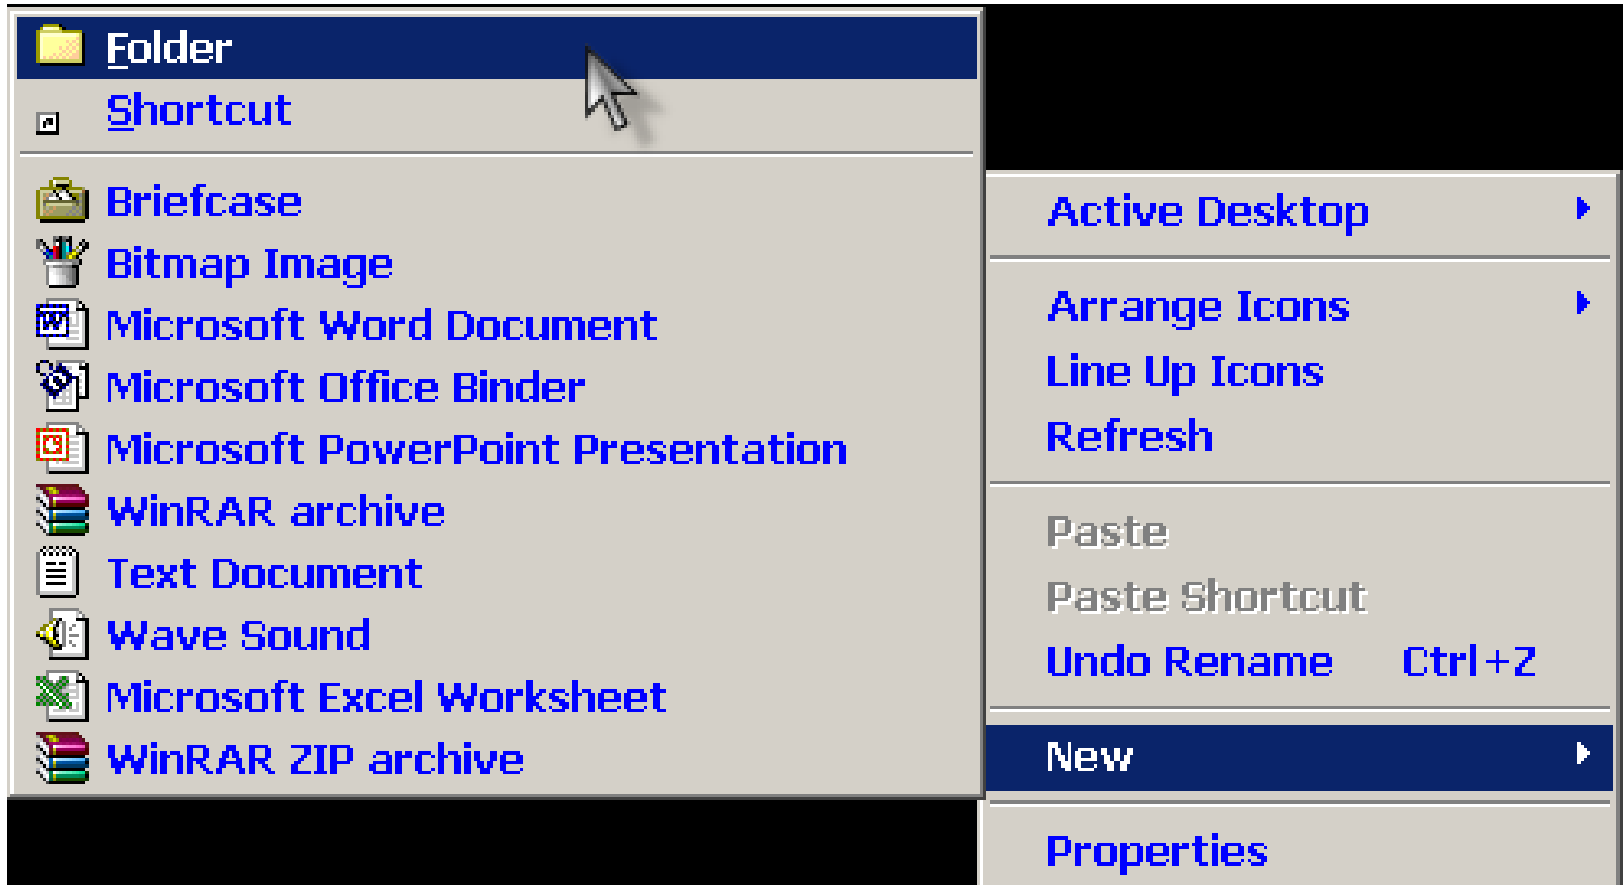 Folder
Shortcut
Briefcase
Bitmap Image
Microsoft Word Document
Microsoft Office Binder
Microsoft PowerPoint Presentation
WinRAR archive
Text Document
Wave Sound
Microsoft Excel Worksheet
WinRAR ZIP archive
Active Desktop
Arrange Icons
Line Up Icons
Refresh
Paste
Paste Shortcut
Undo Rename Ctrl+Z
New
Properties